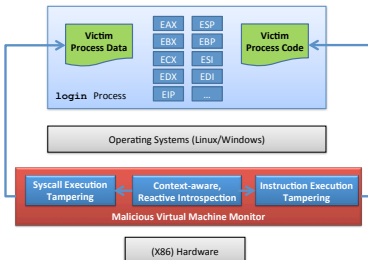 Victim
Process Data
EAX
ESP
Victim
Process Code
EBX
EBP
ECX
ESI
EDX
EDI
EIP
...
login Process
Operating Systems (Linux/Windows)
Syscall Execution
Tampering
Context-aware,
Reactive Introspection
Instruction Execution
Tampering
Malicious Virtual Machine Monitor
(X86) Hardware